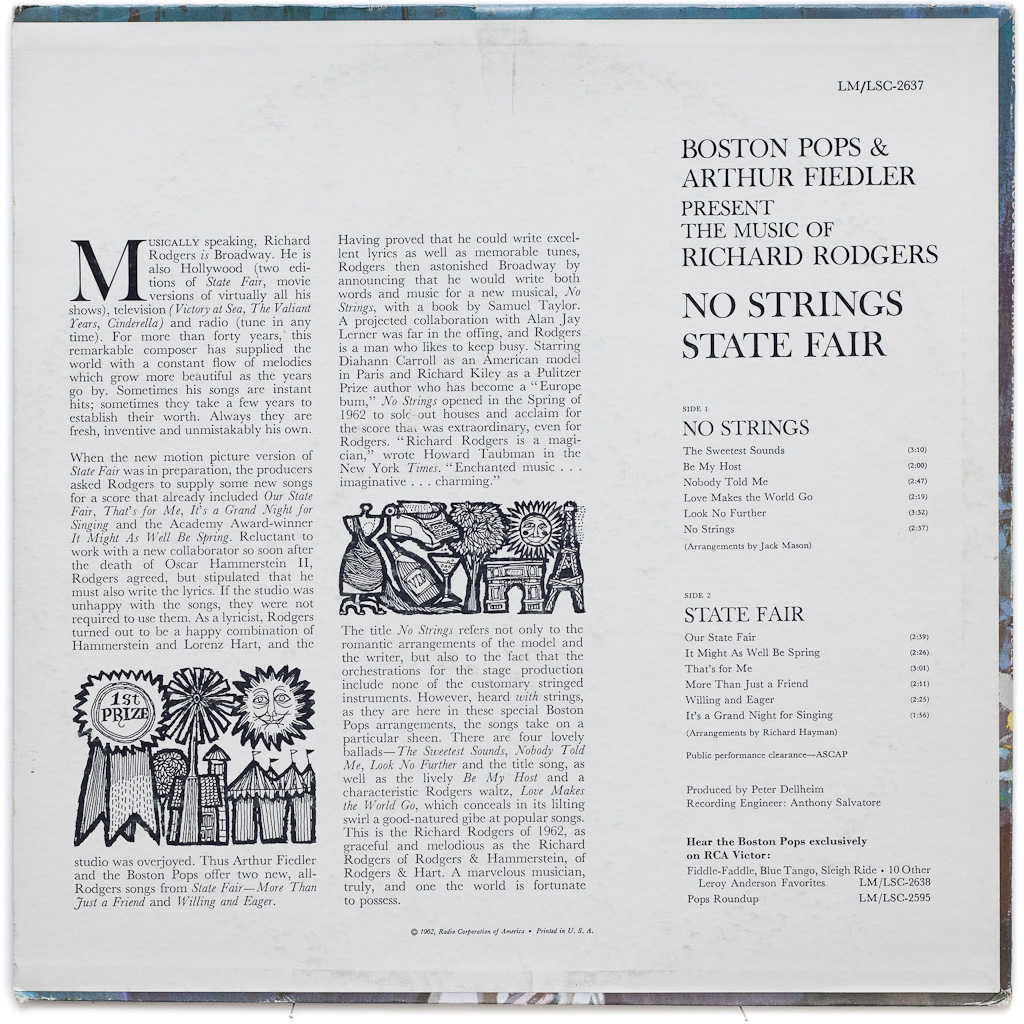 LM/LSC-2637
BOSTON POPS &
ARTHUR FIEDLER
PRESENT
THE MUSIC OF
RICHARD RODGERS
NO STRINGS
STATE FAIR
MUSICALLY speaking, Richard
Rodgers is Broadway. He is
also Hollywood (two edi-
tions of State Fair, movie
versions of virtually all his
shows), television (Victory at Sea, The Valiant
Years, Cinderella) and radio (tune in any
time). For more than forty years, this
remarkable composer has supplied the
world with a constant flow of melodies
which grow more beautiful as the years
go by. Sometimes his songs are instant
hits; sometimes they take a few years to
establish their worth. Always they are
fresh, inventive and unmistakably his own.
When the new motion picture version of
State Fair was in preparation, the producers
asked Rodgers to supply some new songs
for a score that already included Our State
Fair, That's for Me, It's a Grand Night for
Singing and the Academy Award-winner
It Might As Well Be Spring. Reluctant to
work with a new collaborator so soon after
the death of Oscar Hammerstein II,
Rodgers agreed, but stipulated that he
must also write the lyrics. If the studio was
unhappy with the songs, they were not
required to use them. As a lyricist, Rodgers
turned out to be a happy combination of
Hammerstein and Lorenz Hart, and the
1st
PRIZE
studio was overjoyed. Thus Arthur Fiedler
and the Boston Pops offer two new, all-
Rodgers songs from State Fair—More Than
Just a Friend and Willing and Eager.
Having proved that he could write excel-
lent lyrics as well as memorable tunes,
Rodgers then astonished Broadway by
announcing that he would write both
words and music for a new musical, No
Strings, with a book by Samuel Taylor.
A projected collaboration with Alan Jay
Lerner was far in the offing, and Rodgers
is a man who likes to keep busy. Starring
Diahann Carroll as an American model
in Paris and Richard Kiley as a Pulitzer
Prize author who has become a "Europe
bum," No Strings opened in the Spring of
1962 to sold-out houses and acclaim for
the score that was extraordinary, even for
Rodgers. "Richard Rodgers is a magi-
cian," wrote Howard Taubman in the
New York Times. "Enchanted music . . .
imaginative . . . charming."
The title No Strings refers not only to the
romantic arrangements of the model and
the writer, but also to the fact that the
orchestrations for the stage production
include none of the customary stringed
instruments. However, heard with strings,
as they are here in these special Boston
Pops arrangements, the songs take on a
particular sheen. There are four lovely
ballads—The Sweetest Sounds, Nobody Told
Me, Look No Further and the title song, as
well as the lively Be My Host and a
characteristic Rodgers waltz, Love Makes
the World Go, which conceals in its lilting
swirl a good-natured gibe at popular songs.
This is the Richard Rodgers of 1962, as
graceful and melodious as the Richard
Rodgers of Rodgers & Hammerstein, of
Rodgers & Hart. A marvelous musician,
truly, and one the world is fortunate
to possess.
SIDE 1
NO STRINGS
The Sweetest Sounds (3:10)
Be My Host (2:00)
Nobody Told Me (2:47)
Love Makes the World Go (2:19)
Look No Further (3:32)
No Strings (2:37)
(Arrangements by Jack Mason)
SIDE 2
STATE FAIR
Our State Fair (2:39)
It Might As Well Be Spring (2:26)
That's for Me (3:01)
More Than Just a Friend (2:11)
Willing and Eager (2:25)
It's a Grand Night for Singing (1:56)
(Arrangements by Richard Hayman)
Public performance clearance—ASCAP
Produced by Peter Dellheim
Recording Engineer: Anthony Salvatore
Hear the Boston Pops exclusively
on RCA Victor:
Fiddle-Faddle, Blue Tango, Sleigh Ride • 10 Other
Leroy Anderson Favorites LM/LSC-2638
Pops Roundup LM/LSC-2595
© 1962, Radio Corporation of America • Printed in U. S. A.